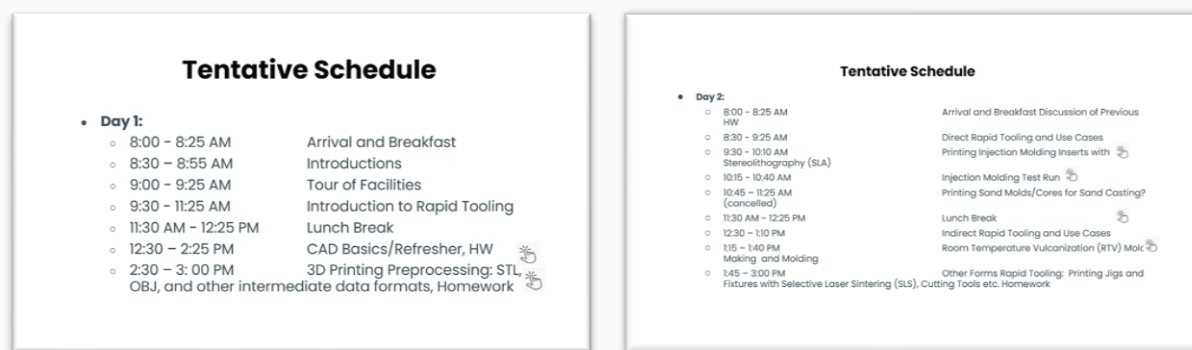 Tentative Schedule
Day 1:
8:00 - 8:25 AM Arrival and Breakfast
8:30 – 8:55 AM Introductions
9:00 - 9:25 AM Tour of Facilities
9:30 - 11:25 AM Introduction to Rapid Tooling
11:30 AM - 12:25 PM Lunch Break
12:30 – 2:25 PM CAD Basics/Refresher, HW
2:30 – 3: 00 PM 3D Printing Preprocessing: STL,
OBJ, and other intermediate data formats, Homework
Tentative Schedule
Day 2:
8:00 - 8:25 AM Arrival and Breakfast Discussion of Previous
HW
8:30 - 9:25 AM Direct Rapid Tooling and Use Cases
9:30 - 10:10 AM Printing Injection Molding Inserts with
Stereolithography (SLA)
10:15 - 10:40 AM Injection Molding Test Run
10:45 – 11:25 AM Printing Sand Molds/Cores for Sand Casting?
(cancelled)
11:30 AM - 12:25 PM Lunch Break
12:30 – 1:10 PM Indirect Rapid Tooling and Use Cases
1:15 – 1:40 PM Room Temperature Vulcanization (RTV) Molc
Making and Molding
1:45 – 3:00 PM Other Forms Rapid Tooling: Printing Jigs and
Fixtures with Selective Laser Sintering (SLS), Cutting Tools etc. Homework